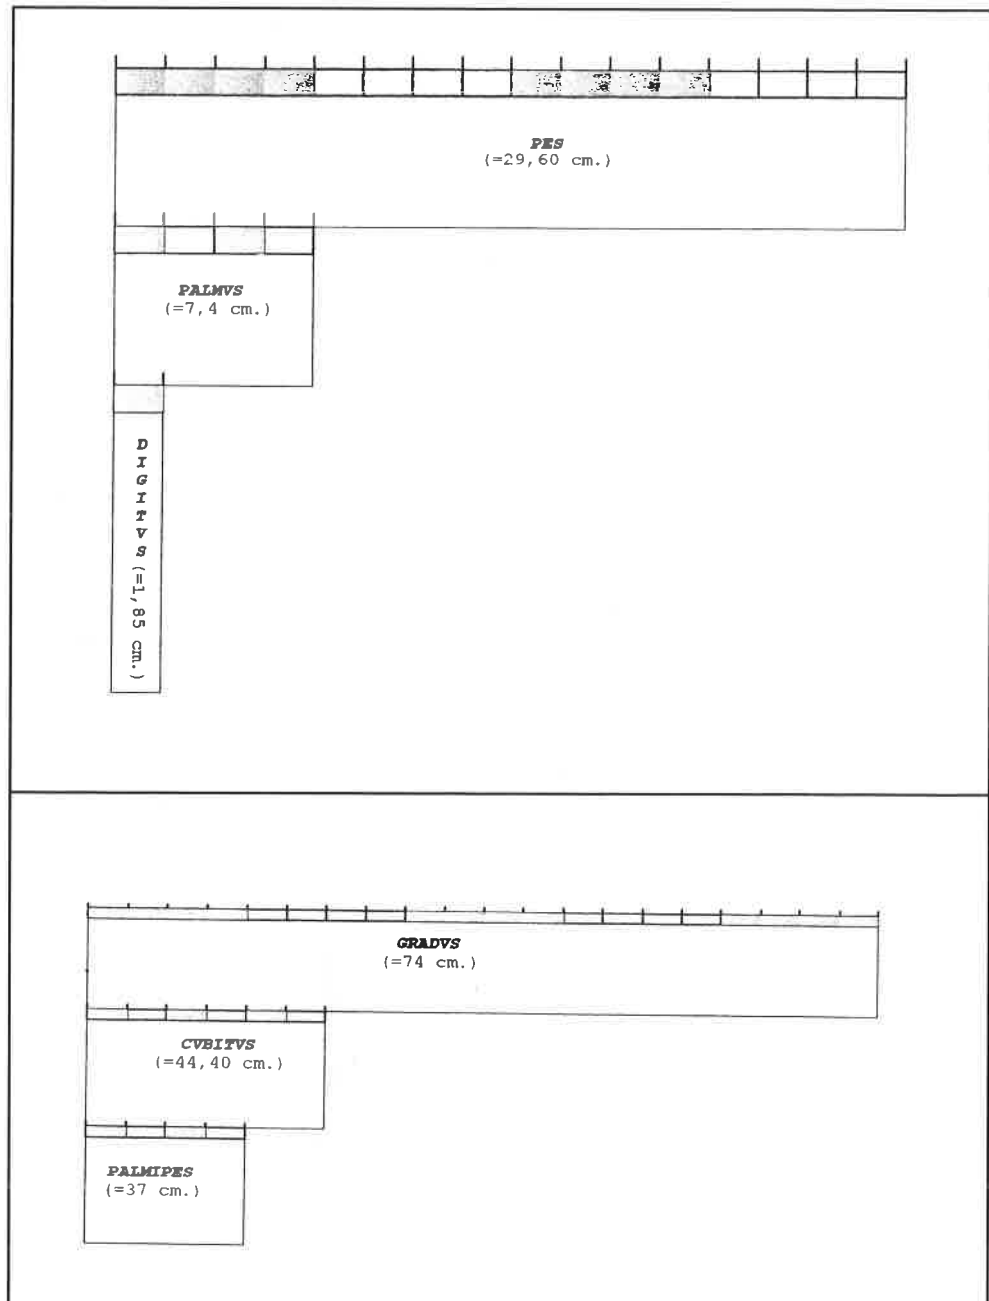 PES
(=29,60 cm.)
PALMVS
(=7,4 cm.)
DIGITVS (=1,85 cm.)
GRADVS
(=74 cm.)
CVBITVS
(=44,40 cm.)
PALMIPES
(=37 cm.)